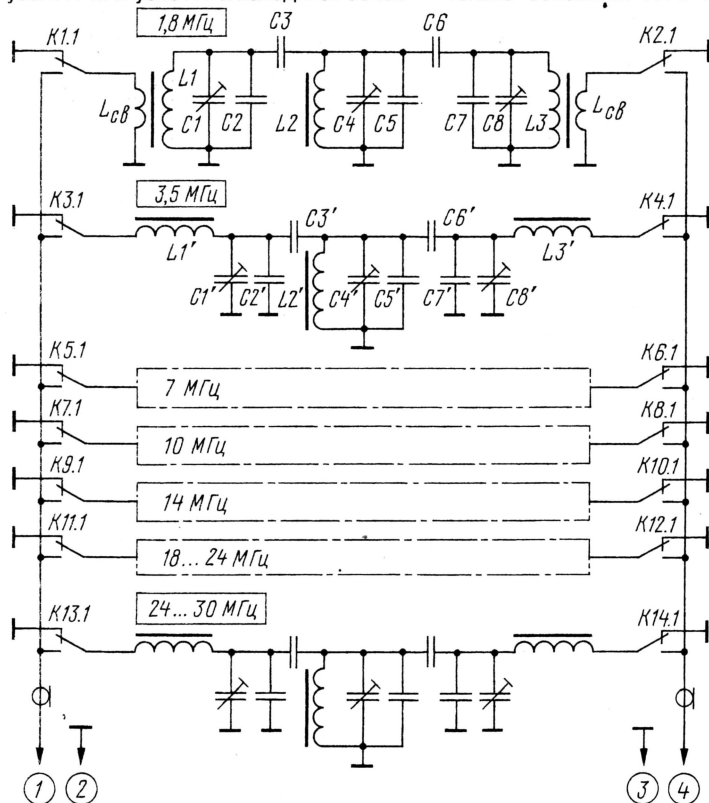 1,8 МГц
C3
C6
K1.1
K2.1
L1
Lсв
C1
C2
L2
C4
C5
C7
C8
L3
Lсв
3,5 МГц
K3.1
K4.1
C3'
C6'
L1'
L3'
C1'
C2'
L2'
C4'
C5'
C7'
C8'
K5.1
K6.1
7 МГц
K7.1
K8.1
10 МГц
K9.1
K10.1
14 МГц
K11.1
K12.1
18...24 МГц
K13.1
24...30 МГц
K14.1
1
2
3
4